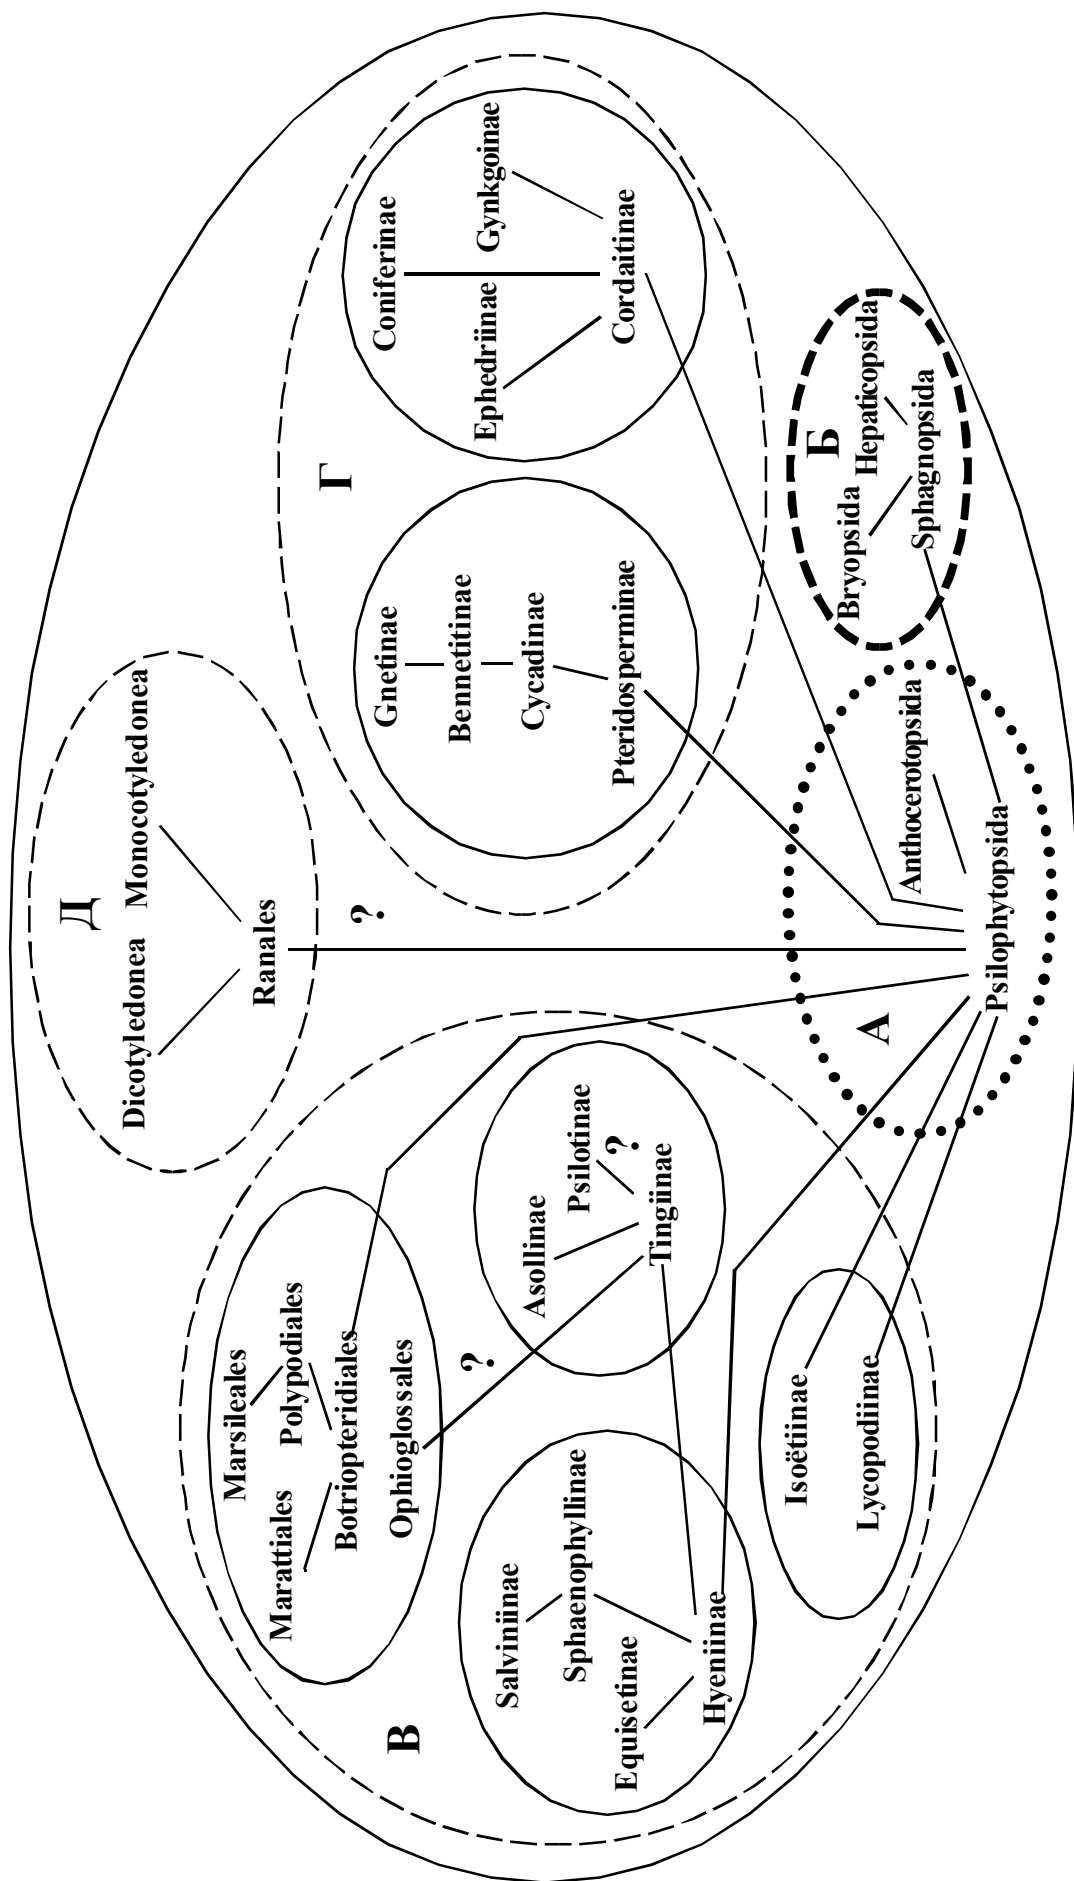 Д
Dicotyledonea
Monocotyledonea
Ranales
?
Г
Coniferinae
Gynkgoinae
Ephedriinae
Cordaitinae
Gnetinae
Bennetitinae
Cycadinae
Pteridosperminae
В
Marsileales
Polypodiales
Marattiales
Botriopteridiales
Ophioglossales
?
Asollinae
Psilotinae
?
Tingiinae
Salviniinae
Sphaenophyllinae
Equisetinae
Hyeniinae
Isoëtiinae
Lycopodiinae
А
Anthocerotopsida
Psilophytopsida
Б
Bryopsida
Hepaticopsida
Sphagnopsida